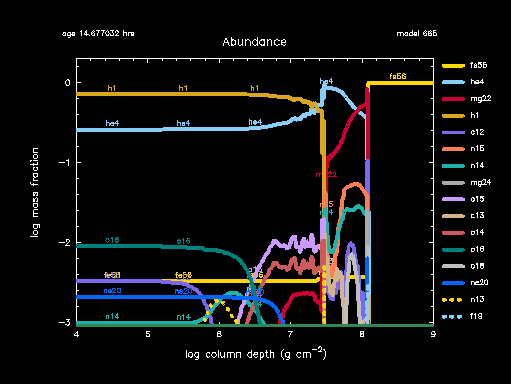 age 14.677032 hrs
model 665
Abundance
fe56
he4
mg22
h1
c12
n15
n14
mg24
o15
c13
o14
o16
o18
ne20
n13
f19
he4
fe56
h1 h1 h1
he4 he4 he4
mg22
o16 o16
fe56 fe56
ne20 ne20
n14 n14
0
−1
−2
−3
4 5 6 7 8 9
log mass fraction
log column depth (g cm⁻²)